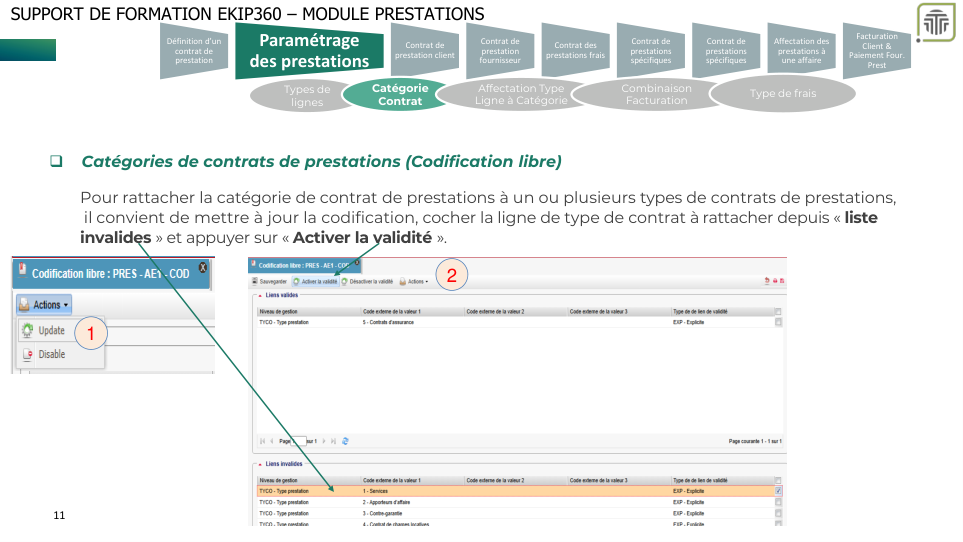 SUPPORT DE FORMATION EKIP360 – MODULE PRESTATIONS
Définition d'un
contrat de
prestation
Paramétrage
des prestations
Contrat de
prestation client
Contrat de
prestation
fournisseur
Contrat des
prestations frais
Contrat de
prestations
spécifiques
Contrat de
prestations
spécifiques
Affectation des
prestations à
une affaire
Facturation
Client &
Paiement Four.
Prest
Types de
lignes
Catégorie
Contrat
Affectation Type
Ligne à Catégorie
Combinaison
Facturation
Type de frais
❑ Catégories de contrats de prestations (Codification libre)
Pour rattacher la catégorie de contrat de prestations à un ou plusieurs types de contrats de prestations,
il convient de mettre à jour la codification, cocher la ligne de type de contrat à rattacher depuis « liste
invalides » et appuyer sur « Activer la validité ».
Codification libre : PRES - AE1 - COD
Actions
Update
Disable
1
Codification libre : PRES - AE1 - COD
2
Sauvegarder Activer la validité Désactiver la validité Actions
Liens valides
Niveau de gestion Code externe de la valeur 1 Code externe de la valeur 2 Code externe de la valeur 3 Type de de lien de validité
TYCO - Type prestation 5 - Contrats d'assurance EXP - Explicite
Page sur 1 Page courante 1 - 1 sur 1
Liens invalides
Niveau de gestion Code externe de la valeur 1 Code externe de la valeur 2 Code externe de la valeur 3 Type de de lien de validité
TYCO - Type prestation 1 - Services EXP - Explicite
TYCO - Type prestation 2 - Apporteurs d'affaire EXP - Explicite
TYCO - Type prestation 3 - Contre-garantie EXP - Explicite
TYCO - Type prestation 4 - Contrat de charges locatives EXP - Explicite
11